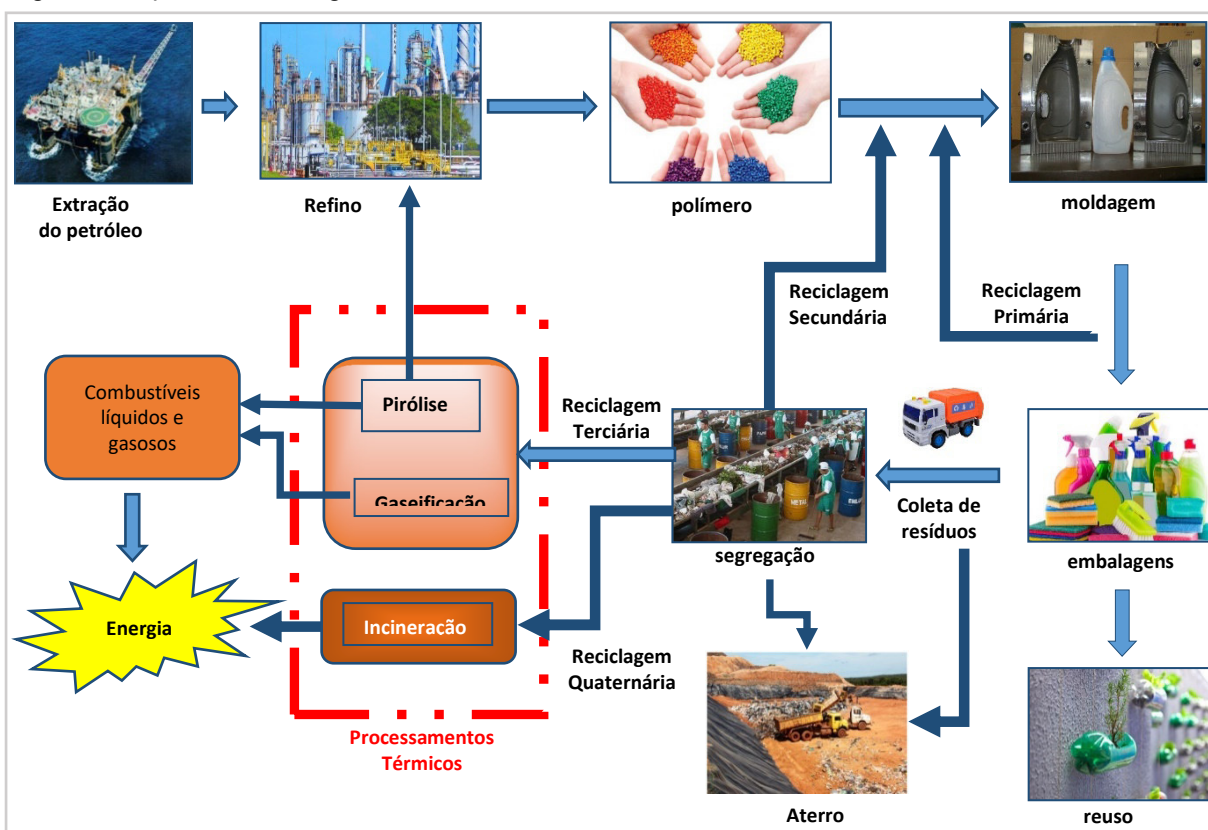 Extração
do petróleo
Refino
polímero
moldagem
Reciclagem
Secundária
Reciclagem
Primária
Combustíveis
líquidos e
gasosos
Pirólise
Gaseificação
Reciclagem
Terciária
Coleta de
resíduos
segregação
embalagens
Energia
Incineração
Reciclagem
Quaternária
Processamentos
Térmicos
Aterro
reuso
METAL